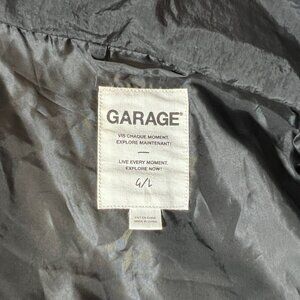 GARAGE
VIS CHAQUE MOMENT.
EXPLORE MAINTENANT!
LIVE EVERY MOMENT.
EXPLORE NOW!
G/L